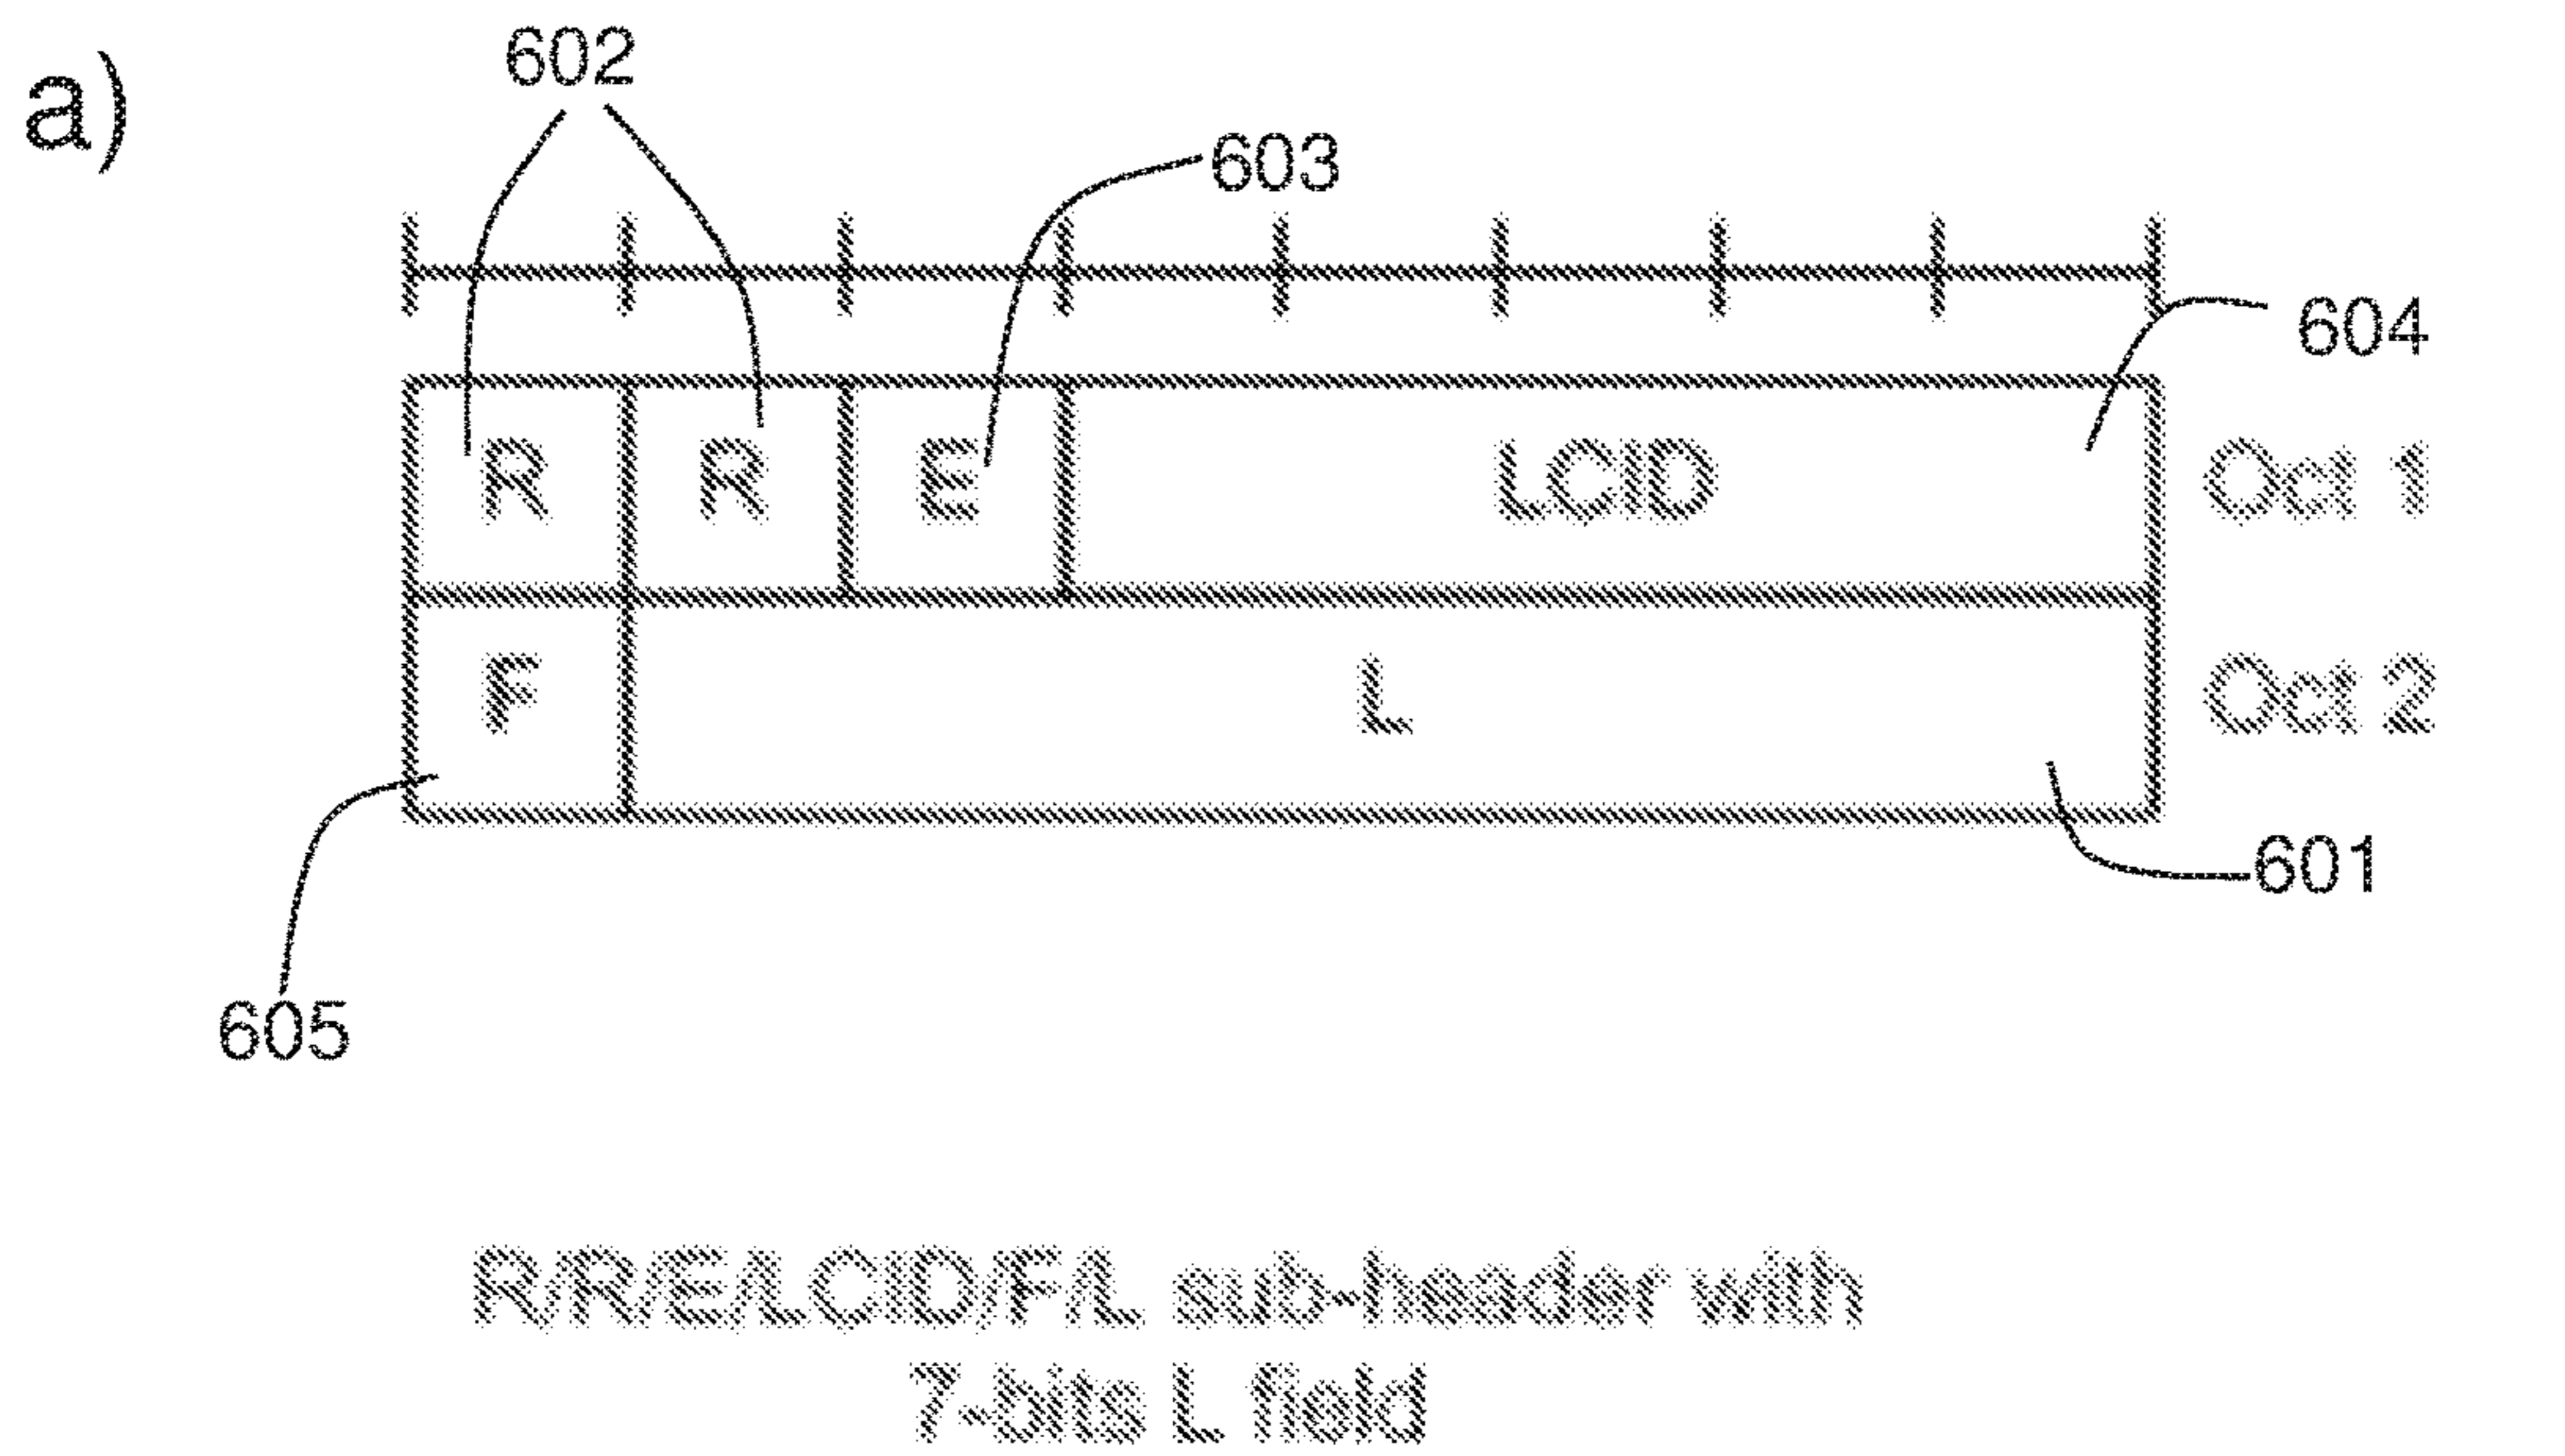 a)
602
603
604
R R E LCID Oct 1
F L Oct 2
601
605
R/R/E/LCID/F/L sub-header with
7-bits L field